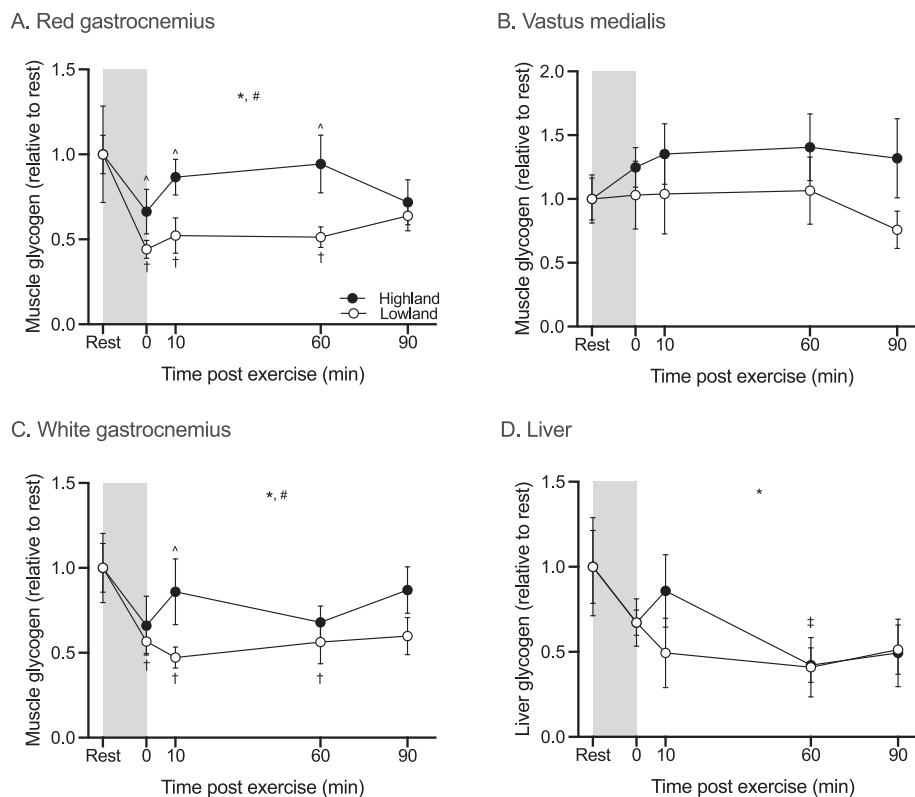 A. Red gastrocnemius
Muscle glycogen (relative to rest)
1.5
1.0
0.5
0.0
*, #
^
^
^
†
†
†
Highland
Lowland
Rest 0 10 60 90
Time post exercise (min)
B. Vastus medialis
Muscle glycogen (relative to rest)
2.0
1.5
1.0
0.5
0.0
Rest 0 10 60 90
Time post exercise (min)
C. White gastrocnemius
Muscle glycogen (relative to rest)
1.5
1.0
0.5
0.0
*, #
^
†
†
†
Rest 0 10 60 90
Time post exercise (min)
D. Liver
Liver glycogen (relative to rest)
1.5
1.0
0.5
0.0
*
‡
Rest 0 10 60 90
Time post exercise (min)